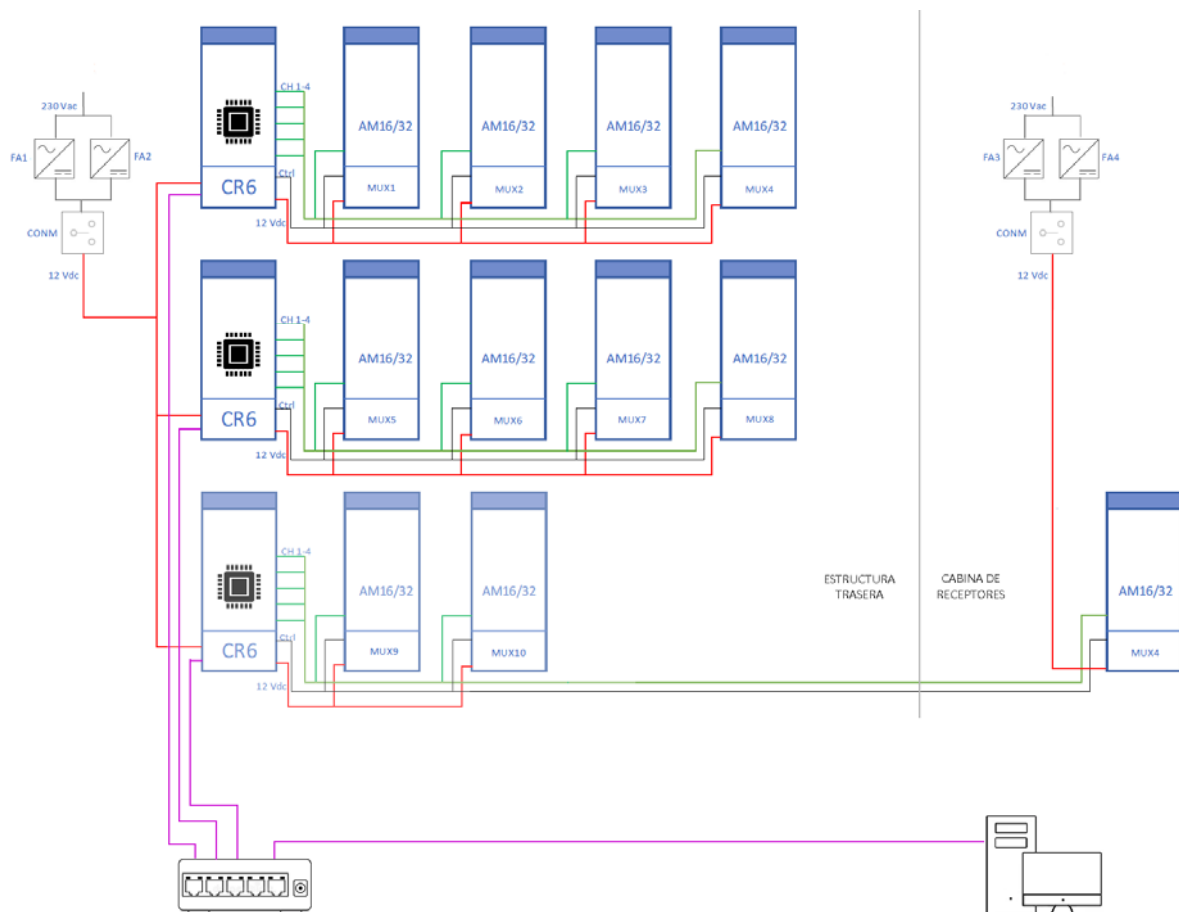 CH 1-4
230 Vac
AM16/32
AM16/32
AM16/32
AM16/32
230 Vac
FA1
FA2
FA3
FA4
Ctrl
CR6
MUX1
MUX2
MUX3
MUX4
12 Vdc
CONM
CONM
12 Vdc
12 Vdc
CH 1-4
AM16/32
AM16/32
AM16/32
AM16/32
Ctrl
CR6
MUX5
MUX6
MUX7
MUX8
12 Vdc
CH 1-4
AM16/32
AM16/32
ESTRUCTURA
TRASERA
CABINA DE
RECEPTORES
AM16/32
Ctrl
CR6
MUX9
MUX10
MUX4
12 Vdc